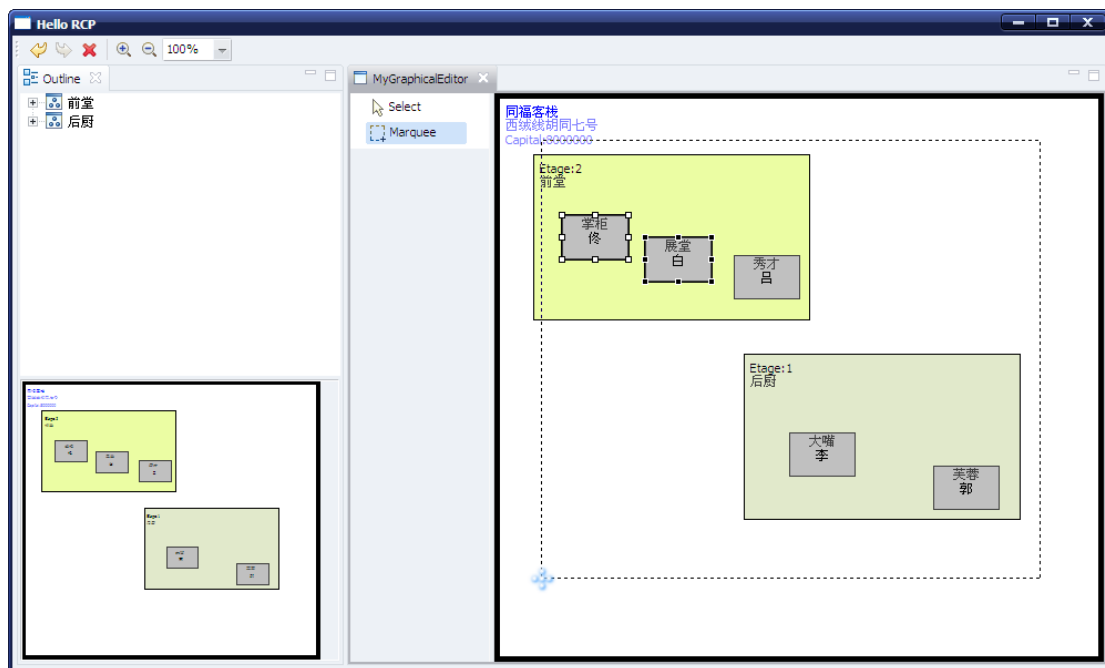 Hello RCP
100%
Outline
前堂
后厨
MyGraphicalEditor
Select
Marquee
同福客栈
西绒线胡同七号
Capital:8000000
Etage:2
前堂
掌柜
佟
展堂
白
秀才
吕
Etage:1
后厨
大嘴
李
芙蓉
郭